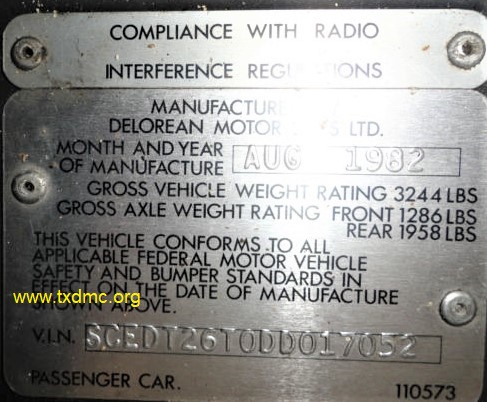 COMPLIANCE WITH RADIO
INTERFERENCE REGULATIONS
MANUFACTURE
DELOREAN MOTOR LTD.
MONTH AND YEAR
OF MANUFACTURE AUG 1982
GROSS VEHICLE WEIGHT RATING 3244 LBS
GROSS AXLE WEIGHT RATING FRONT 1286 LBS
REAR 1958 LBS
THIS VEHICLE CONFORMS TO ALL
APPLICABLE FEDERAL MOTOR VEHICLE
SAFETY AND BUMPER STANDARDS IN
EFFECT ON THE DATE OF MANUFACTURE
SHOWN ABOVE.
www.txdmc.org
V.I.N. SCEDT26T0DD017052
PASSENGER CAR. 110573